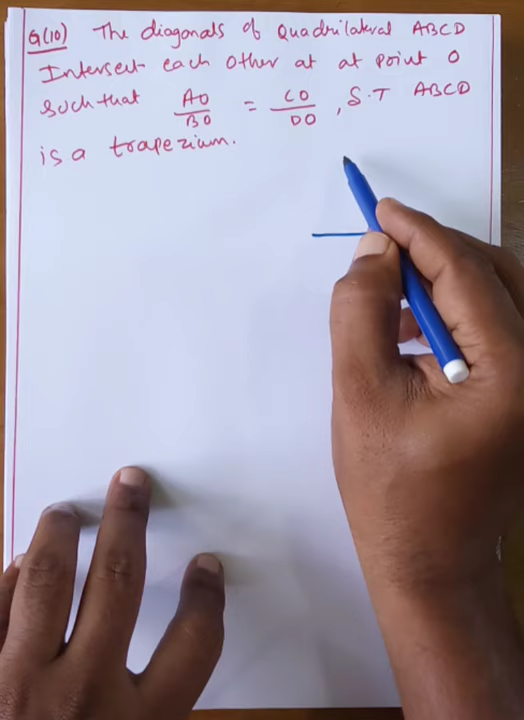 Q(10) The diagonals of Quadrilateral ABCD
Intersect each other at at point O
such that AO/BO = CO/DO , S.T ABCD
is a trapezium.